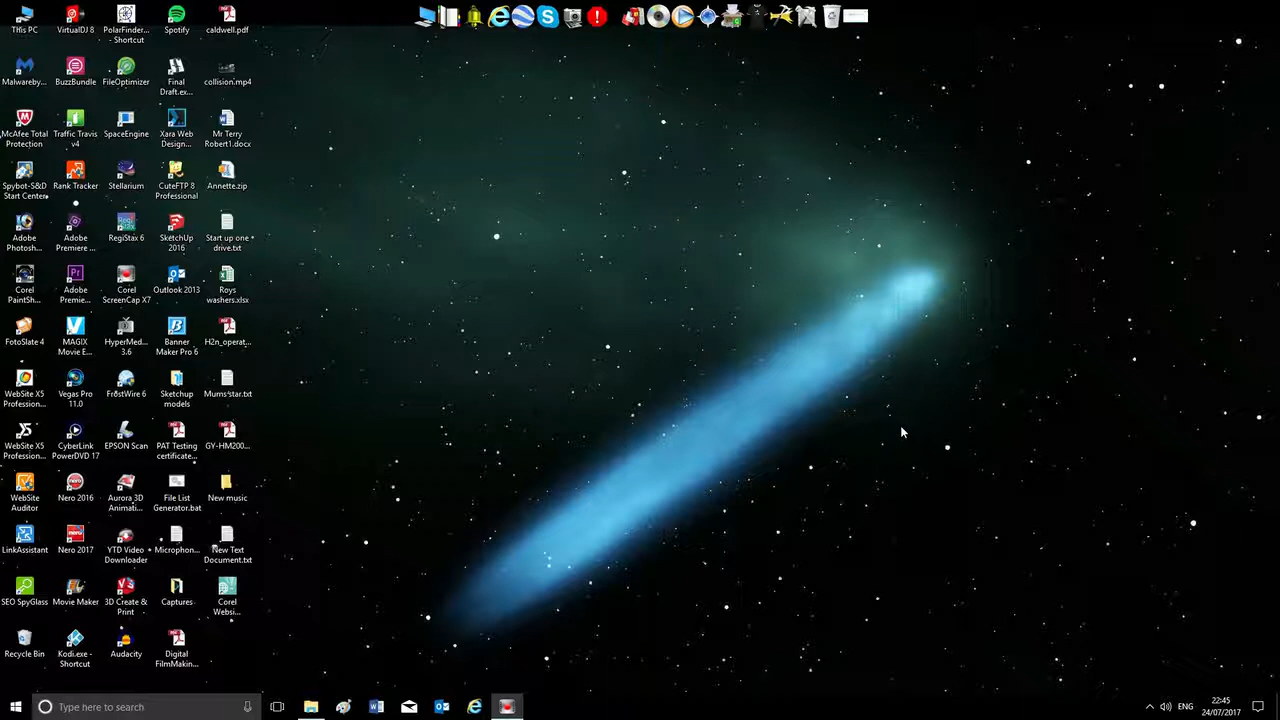 This PC
VirtualDJ 8
PolarFinder...
- Shortcut
Spotify
caldwell.pdf
Malwareby...
BuzzBundle
FileOptimizer
Final
Draft.ex...
collision.mp4
McAfee Total
Protection
Traffic Travis
v4
SpaceEngine
Xara Web
Design...
Mr Terry
Robert1.docx
Spybot-S&D
Start Center
Rank Tracker
Stellarium
CuteFTP 8
Professional
Annette.zip
Adobe
Photosh...
Adobe
Premiere ...
RegiStax 6
SketchUp
2016
Start up one
drive.txt
Corel
PaintSh...
Adobe
Premie...
Corel
ScreenCap X7
Outlook 2013
Roys
washers.xlsx
FotoSlate 4
MAGIX
Movie E...
HyperMed...
3.6
Banner
Maker Pro 6
H2n_operat...
WebSite X5
Profession...
Vegas Pro
11.0
FrostWire 6
Sketchup
models
Mums star.txt
WebSite X5
Profession...
CyberLink
PowerDVD 17
EPSON Scan
PAT Testing
certificate...
GY-HM200...
WebSite
Auditor
Nero 2016
Aurora 3D
Animati...
File List
Generator.bat
New music
LinkAssistant
Nero 2017
YTD Video
Downloader
Microphon...
New Text
Document.txt
SEO SpyGlass
Movie Maker
3D Create &
Print
Captures
Corel
Websi...
Recycle Bin
Kodi.exe -
Shortcut
Audacity
Digital
FilmMakin...
Type here to search
ENG
22:45
24/07/2017